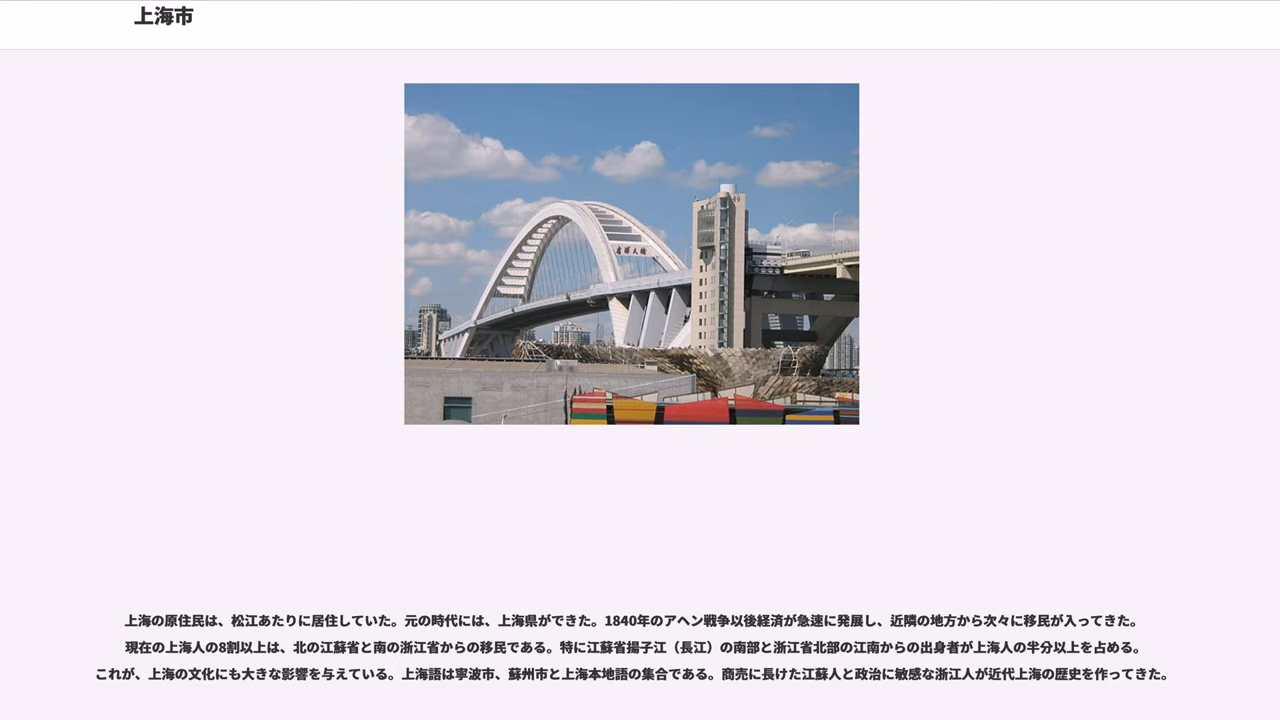 上海市
上海の原住民は、松江あたりに居住していた。元の時代には、上海県ができた。1840年のアヘン戦争以後経済が急速に発展し、近隣の地方から次々に移民が入ってきた。
現在の上海人の8割以上は、北の江蘇省と南の浙江省からの移民である。特に江蘇省揚子江（長江）の南部と浙江省北部の江南からの出身者が上海人の半分以上を占める。
これが、上海の文化にも大きな影響を与えている。上海語は寧波市、蘇州市と上海本地語の集合である。商売に長けた江蘇人と政治に敏感な浙江人が近代上海の歴史を作ってきた。